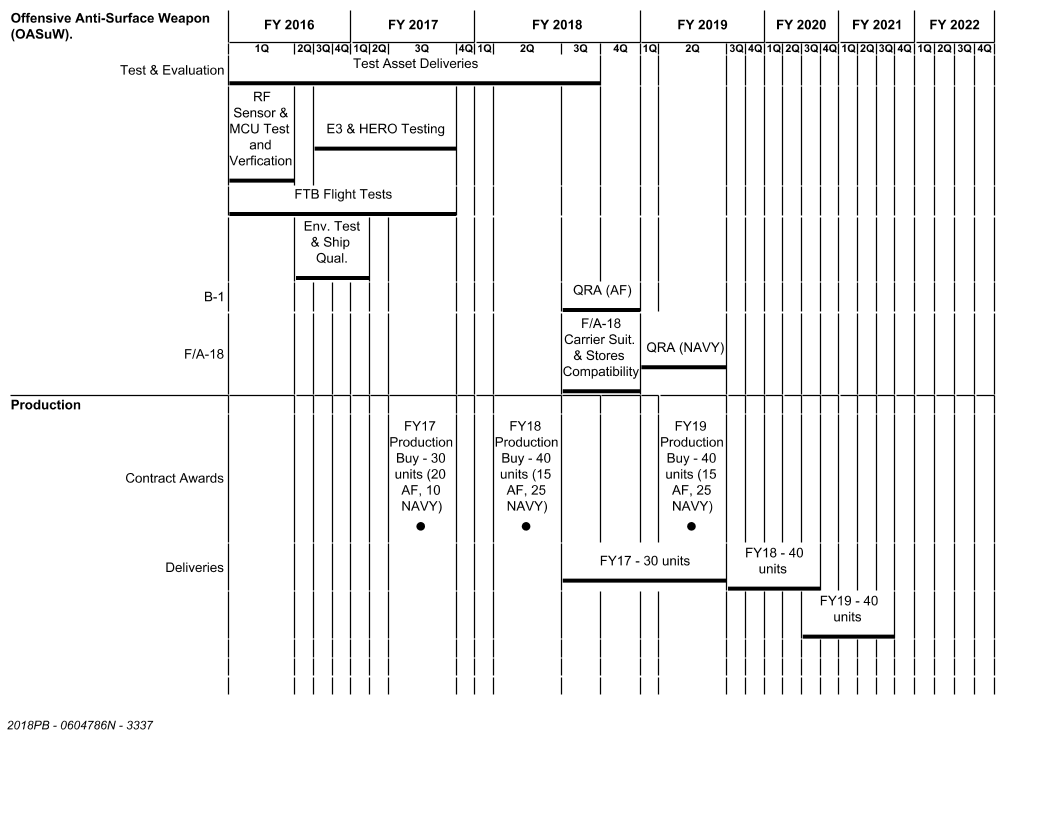 Offensive Anti-Surface Weapon
(OASuW).
FY 2016 FY 2017 FY 2018 FY 2019 FY 2020 FY 2021 FY 2022
1Q 2Q 3Q 4Q 1Q 2Q 3Q 4Q 1Q 2Q 3Q 4Q 1Q 2Q 3Q 4Q 1Q 2Q 3Q 4Q 1Q 2Q 3Q 4Q 1Q 2Q 3Q 4Q
Test & Evaluation
Test Asset Deliveries
RF
Sensor &
MCU Test
and
Verfication
E3 & HERO Testing
FTB Flight Tests
Env. Test
& Ship
Qual.
B-1
QRA (AF)
F/A-18
F/A-18
Carrier Suit.
& Stores
Compatibility
QRA (NAVY)
Production
Contract Awards
FY17
Production
Buy - 30
units (20
AF, 10
NAVY)
FY18
Production
Buy - 40
units (15
AF, 25
NAVY)
FY19
Production
Buy - 40
units (15
AF, 25
NAVY)
Deliveries
FY17 - 30 units
FY18 - 40
units
FY19 - 40
units
2018PB - 0604786N - 3337